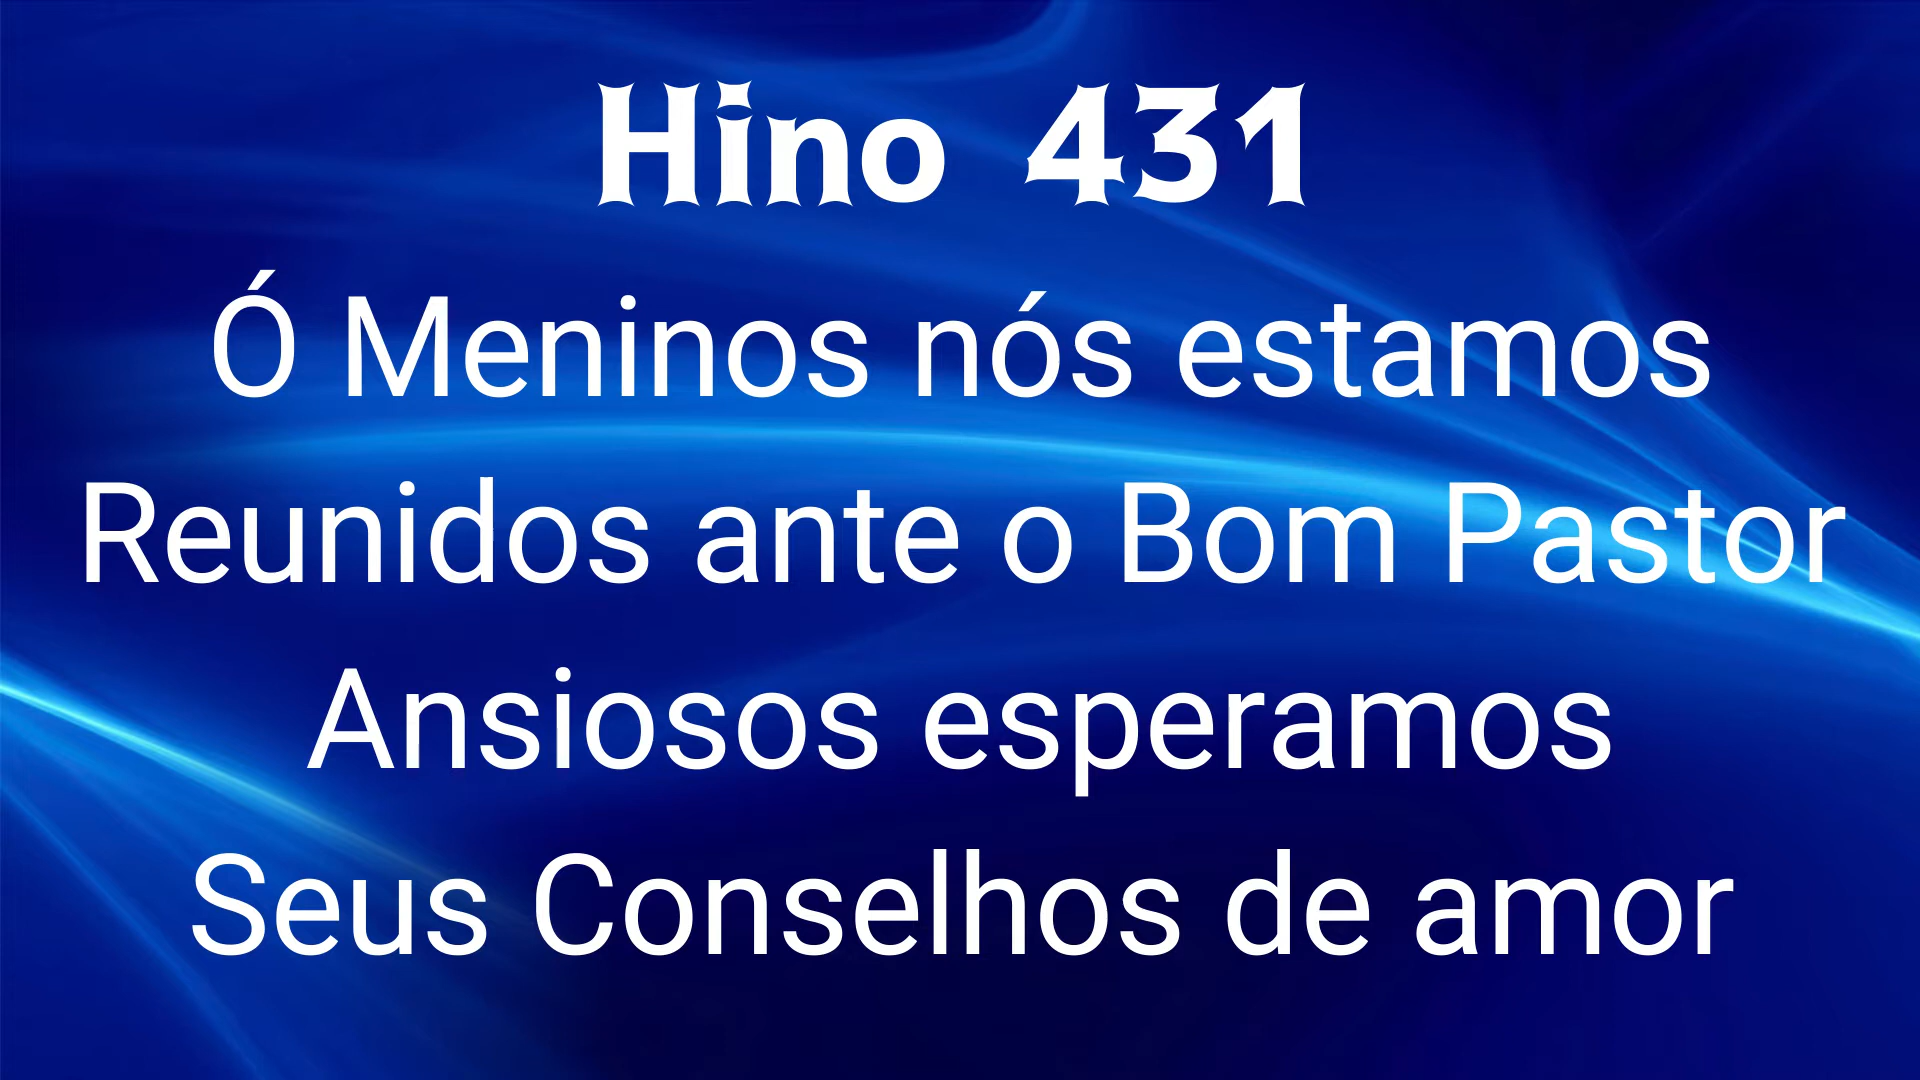 Hino 431
Ó Meninos nós estamos
Reunidos ante o Bom Pastor
Ansiosos esperamos
Seus Conselhos de amor